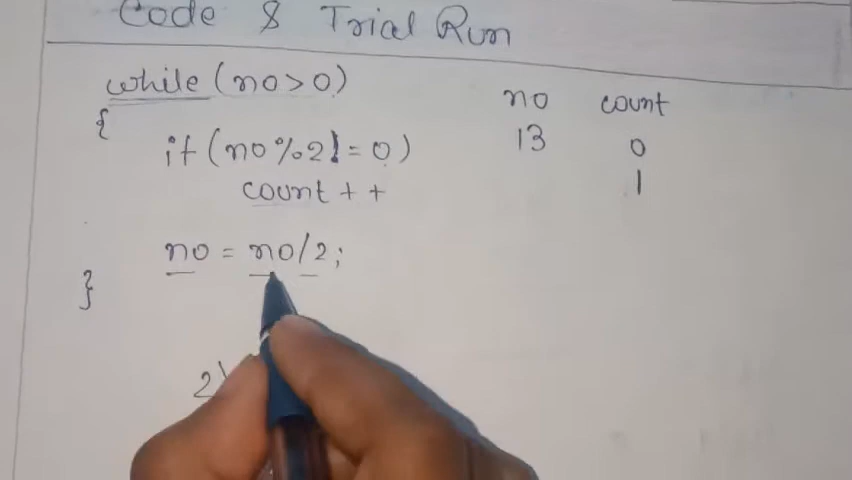 Code & Trial Run
while (no > 0)
{
if (no % 2 != 0)
count ++
no = no/2;
}
no count
13 0
1
2)